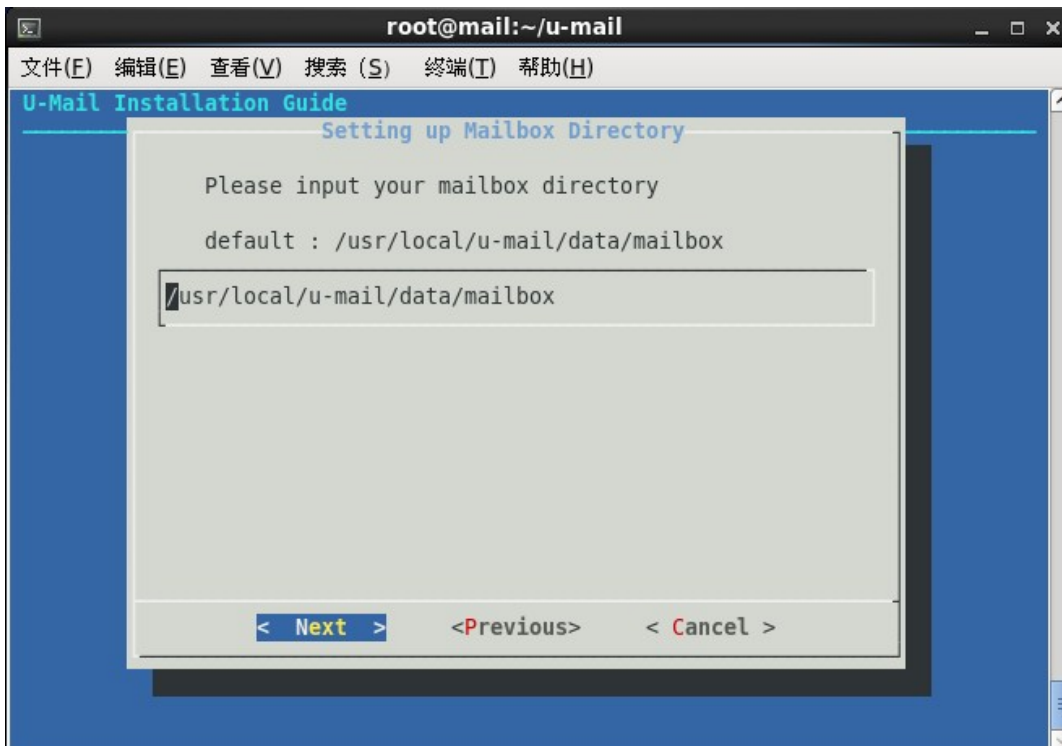 root@mail:~/u-mail
文件(F) 编辑(E) 查看(V) 搜索 (S) 终端(T) 帮助(H)
U-Mail Installation Guide
Setting up Mailbox Directory
Please input your mailbox directory
default : /usr/local/u-mail/data/mailbox
/usr/local/u-mail/data/mailbox
< Next > <Previous> < Cancel >